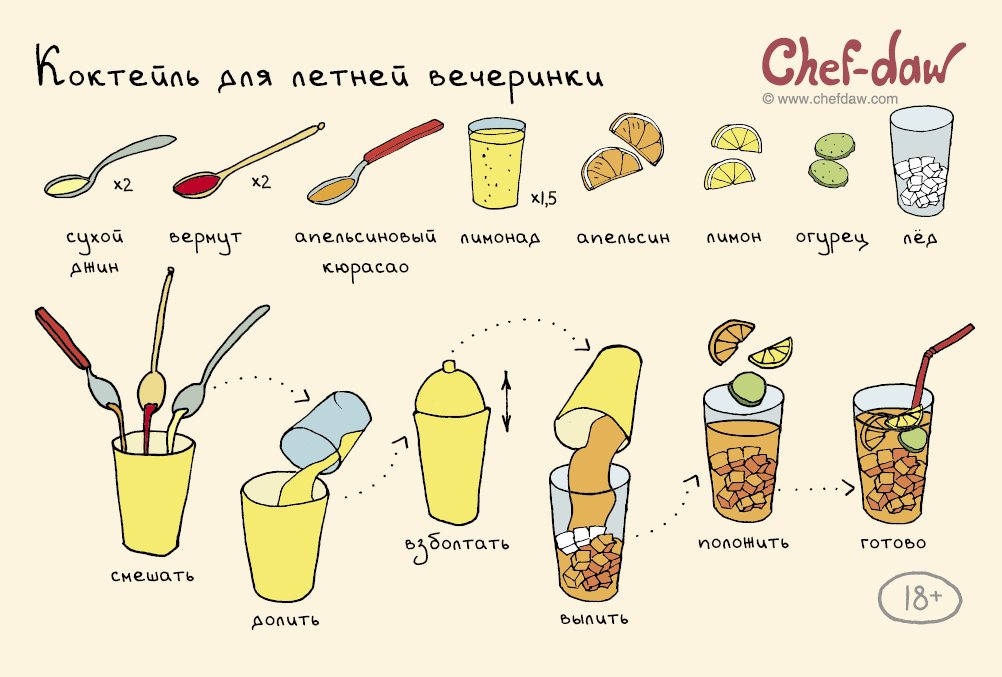 Коктейль для летней вечеринки
Chef-daw
© www.chefdaw.com
x2
x2
x1,5
сухой джин
вермут
апельсиновый кюрасао
лимонад
апельсин
лимон
огурец
лёд
смешать
долить
взболтать
вылить
положить
готово
18+